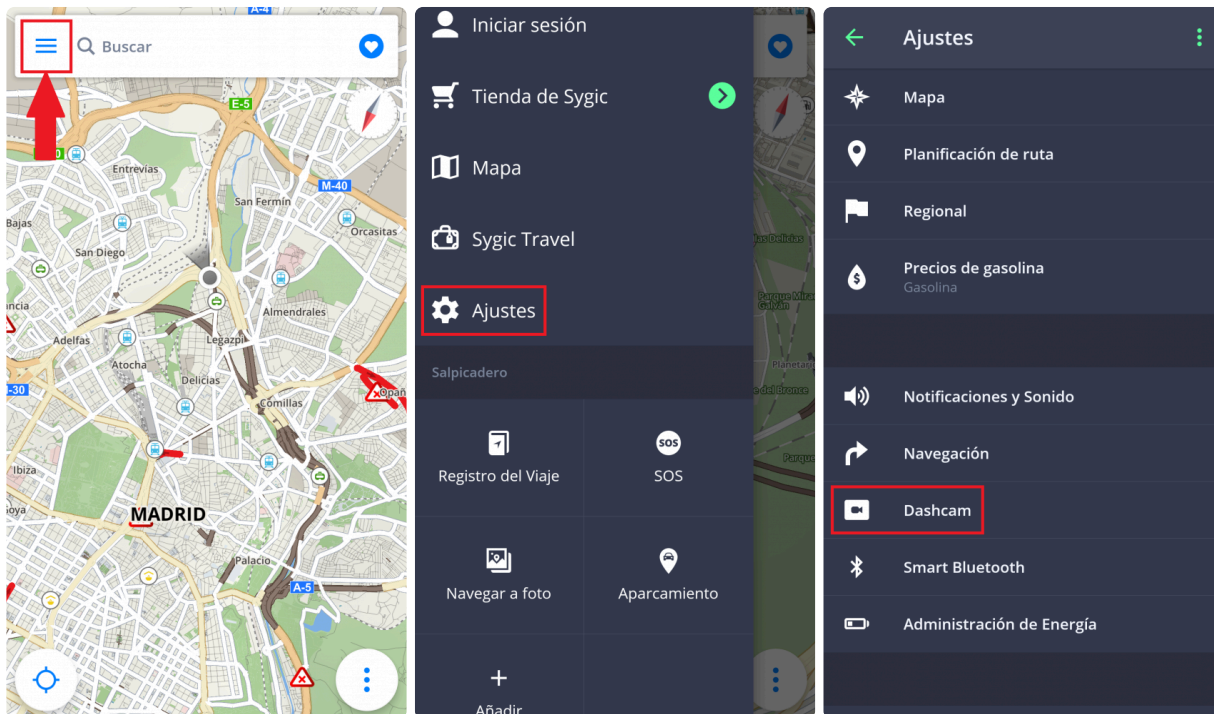 A-4
Buscar
E-5
Entrevias
M-40
San Fermín
Bajas
Orcasitas
San Diego
Almendrales
Adelfas
Legazpi
Atocha
Delicias
Comillas
Ibiza
MADRID
Palacio
A-5
Iniciar sesión
Tienda de Sygic
Mapa
Sygic Travel
Ajustes
Salpicadero
Registro del Viaje
SOS
SOS
Navegar a foto
Aparcamiento
Añadir
Planetari
Parque
Ajustes
Mapa
Planificación de ruta
Regional
Precios de gasolina
Gasolina
Notificaciones y Sonido
Navegación
Dashcam
Smart Bluetooth
Administración de Energía